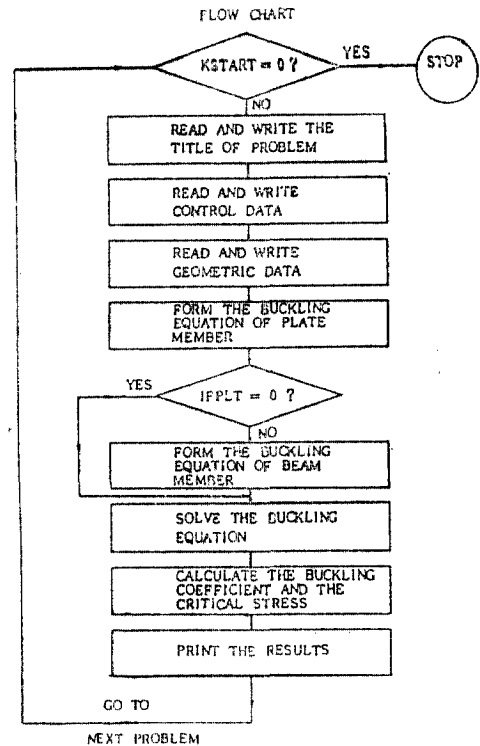 FLOW CHART
KSTART = 0 ?
YES
STOP
NO
READ AND WRITE THE
TITLE OF PROBLEM
READ AND WRITE
CONTROL DATA
READ AND WRITE
GEOMETRIC DATA
FORM THE BUCKLING
EQUATION OF PLATE
MEMBER
YES
IFPLT = 0 ?
NO
FORM THE BUCKLING
EQUATION OF BEAM
MEMBER
SOLVE THE BUCKLING
EQUATION
CALCULATE THE BUCKLING
COEFFICIENT AND THE
CRITICAL STRESS
PRINT THE RESULTS
GO TO
NEXT PROBLEM